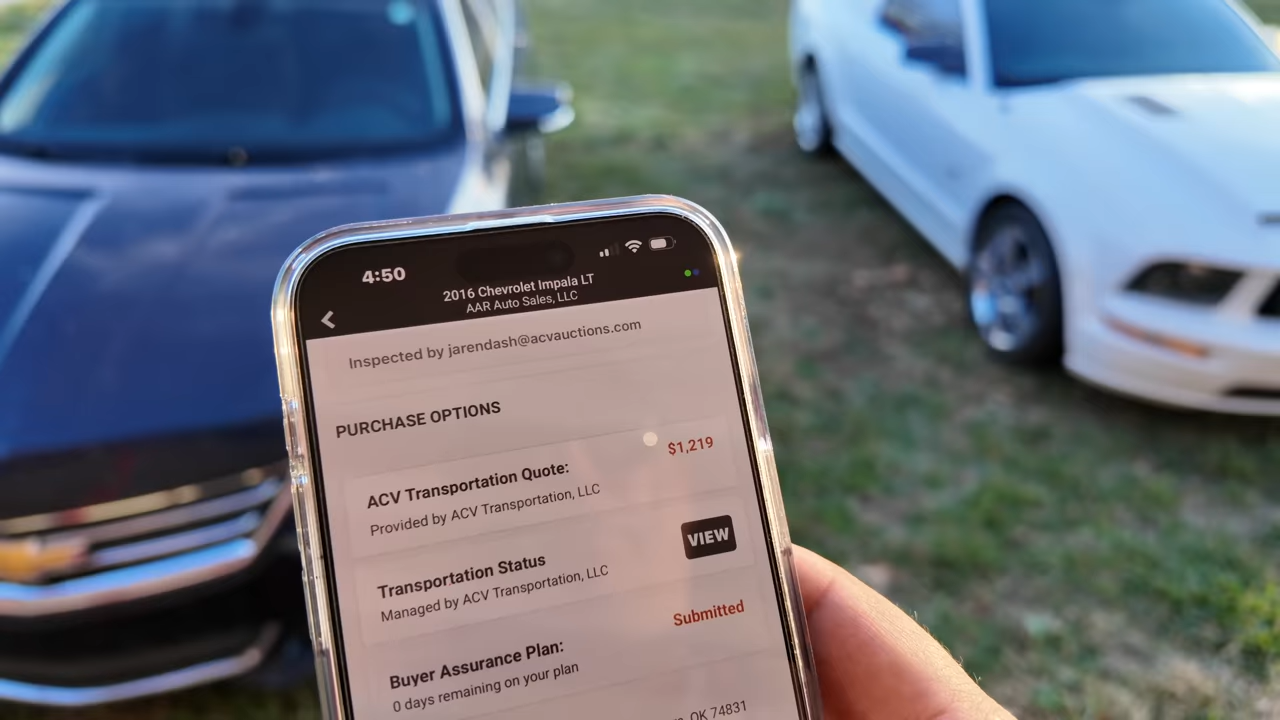 4:50
2016 Chevrolet Impala LT
AAR Auto Sales, LLC
Inspected by jarendash@acvauctions.com
PURCHASE OPTIONS
ACV Transportation Quote:
$1,219
Provided by ACV Transportation, LLC
Transportation Status
VIEW
Managed by ACV Transportation, LLC
Buyer Assurance Plan:
Submitted
0 days remaining on your plan
OK 74831